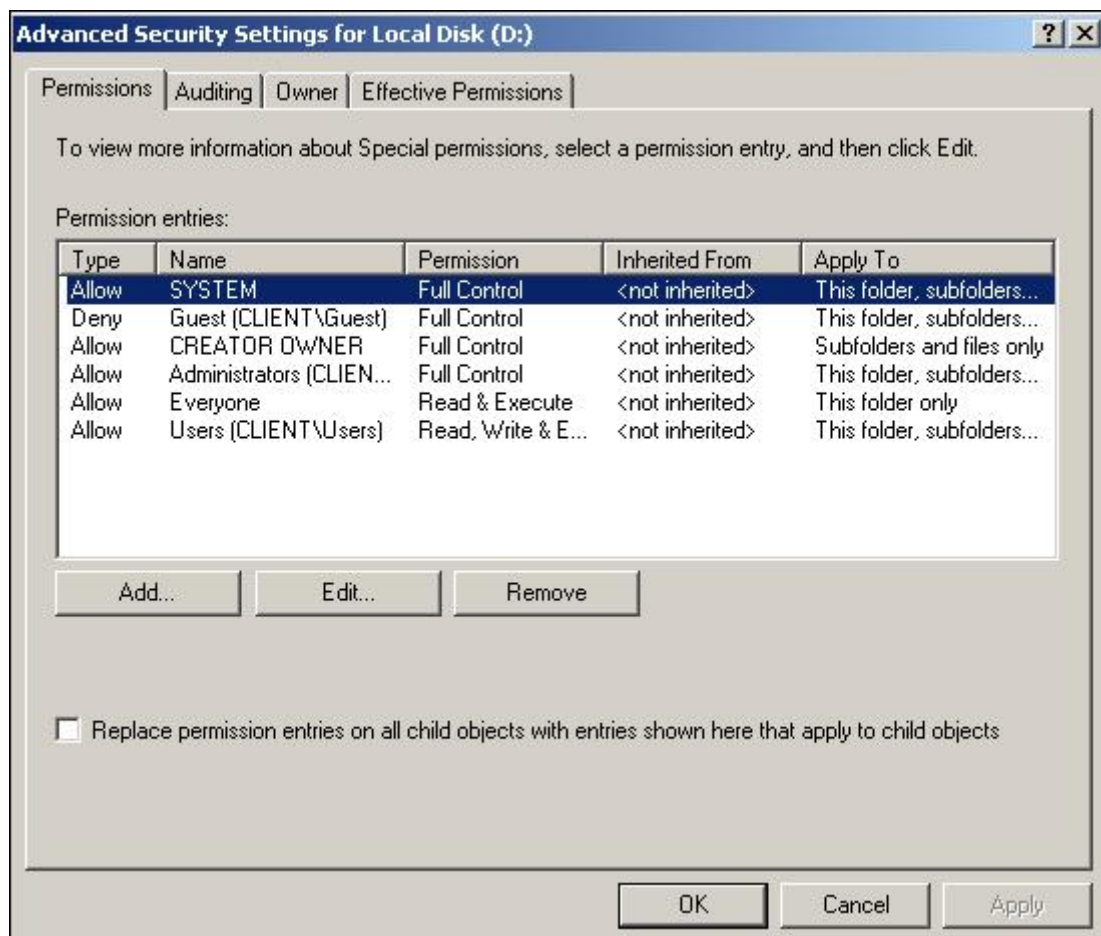 Advanced Security Settings for Local Disk (D:)
Permissions Auditing Owner Effective Permissions
To view more information about Special permissions, select a permission entry, and then click Edit.
Permission entries:
Type Name Permission Inherited From Apply To
Allow SYSTEM Full Control <not inherited> This folder, subfolders...
Deny Guest (CLIENT\Guest) Full Control <not inherited> This folder, subfolders...
Allow CREATOR OWNER Full Control <not inherited> Subfolders and files only
Allow Administrators (CLIEN... Full Control <not inherited> This folder, subfolders...
Allow Everyone Read & Execute <not inherited> This folder only
Allow Users (CLIENT\Users) Read, Write & E... <not inherited> This folder, subfolders...
Add... Edit... Remove
Replace permission entries on all child objects with entries shown here that apply to child objects
OK Cancel Apply